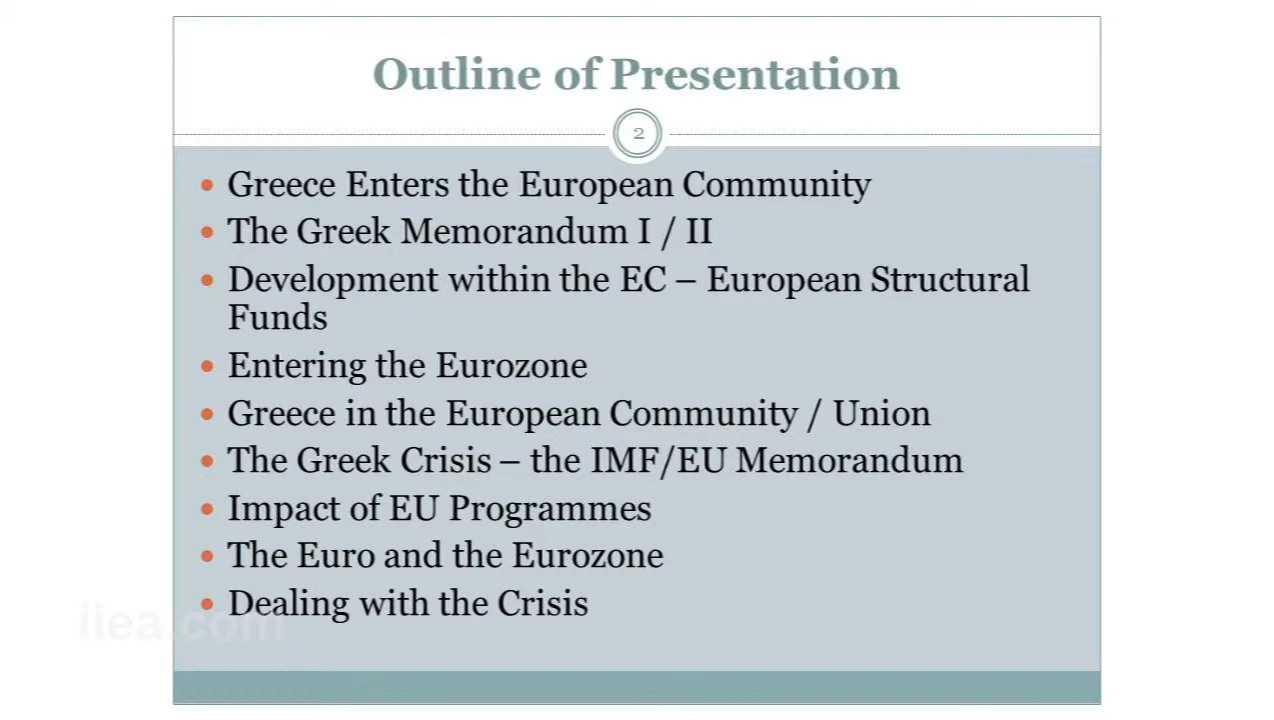 Outline of Presentation
2
• Greece Enters the European Community
• The Greek Memorandum I / II
• Development within the EC – European Structural
Funds
• Entering the Eurozone
• Greece in the European Community / Union
• The Greek Crisis – the IMF/EU Memorandum
• Impact of EU Programmes
• The Euro and the Eurozone
• Dealing with the Crisis
iiea.com